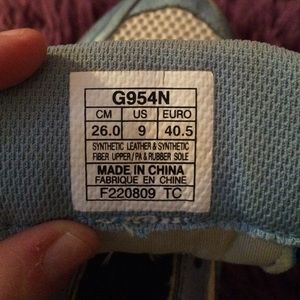 G954N
CM US EURO
26.0 9 40.5
SYNTHETIC LEATHER & SYNTHETIC
FIBER UPPER/PA & RUBBER SOLE
MADE IN CHINA
FABRIQUE EN CHINE
F220809 TC